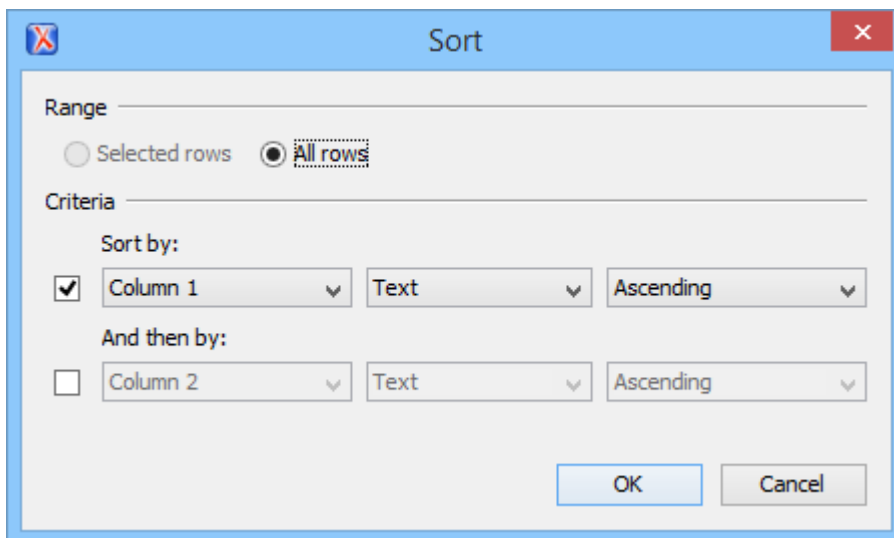 Sort
Range
Selected rows All rows
Criteria
Sort by:
Column 1 Text Ascending
And then by:
Column 2 Text Ascending
OK Cancel